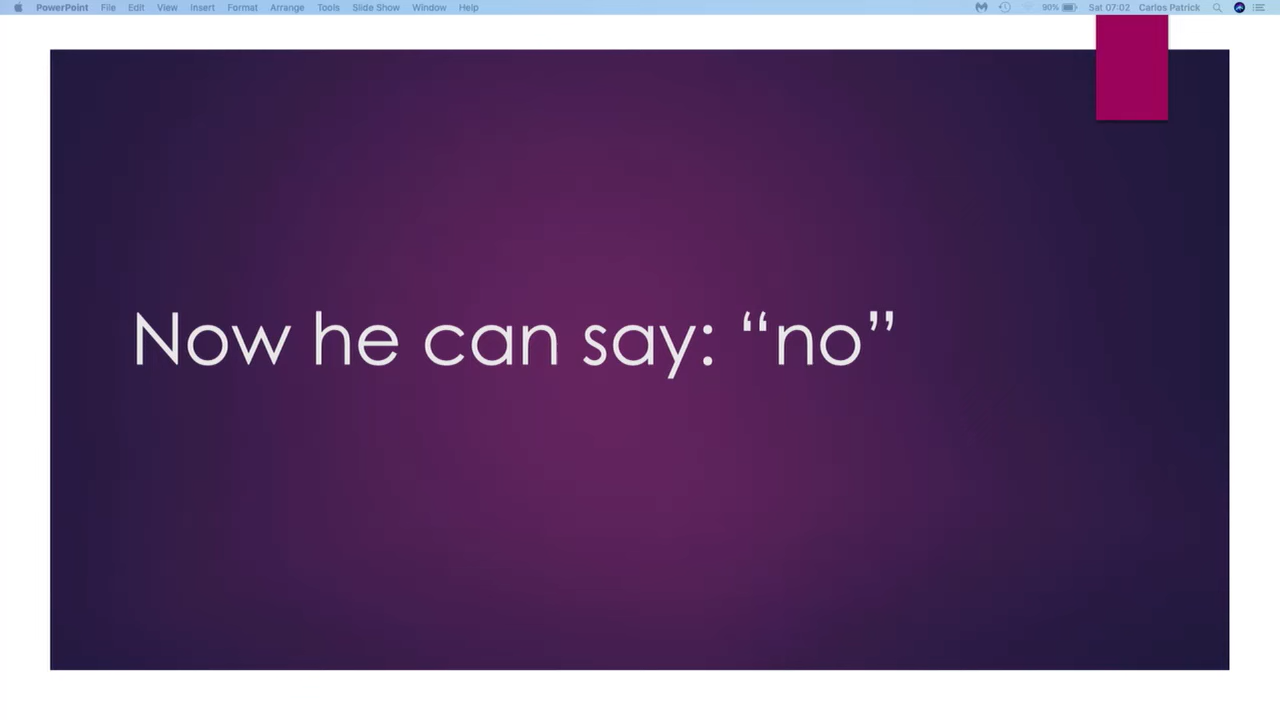 PowerPoint File Edit View Insert Format Arrange Tools Slide Show Window Help 90% Sat 07:02 Carlos Patrick
Now he can say: “no”